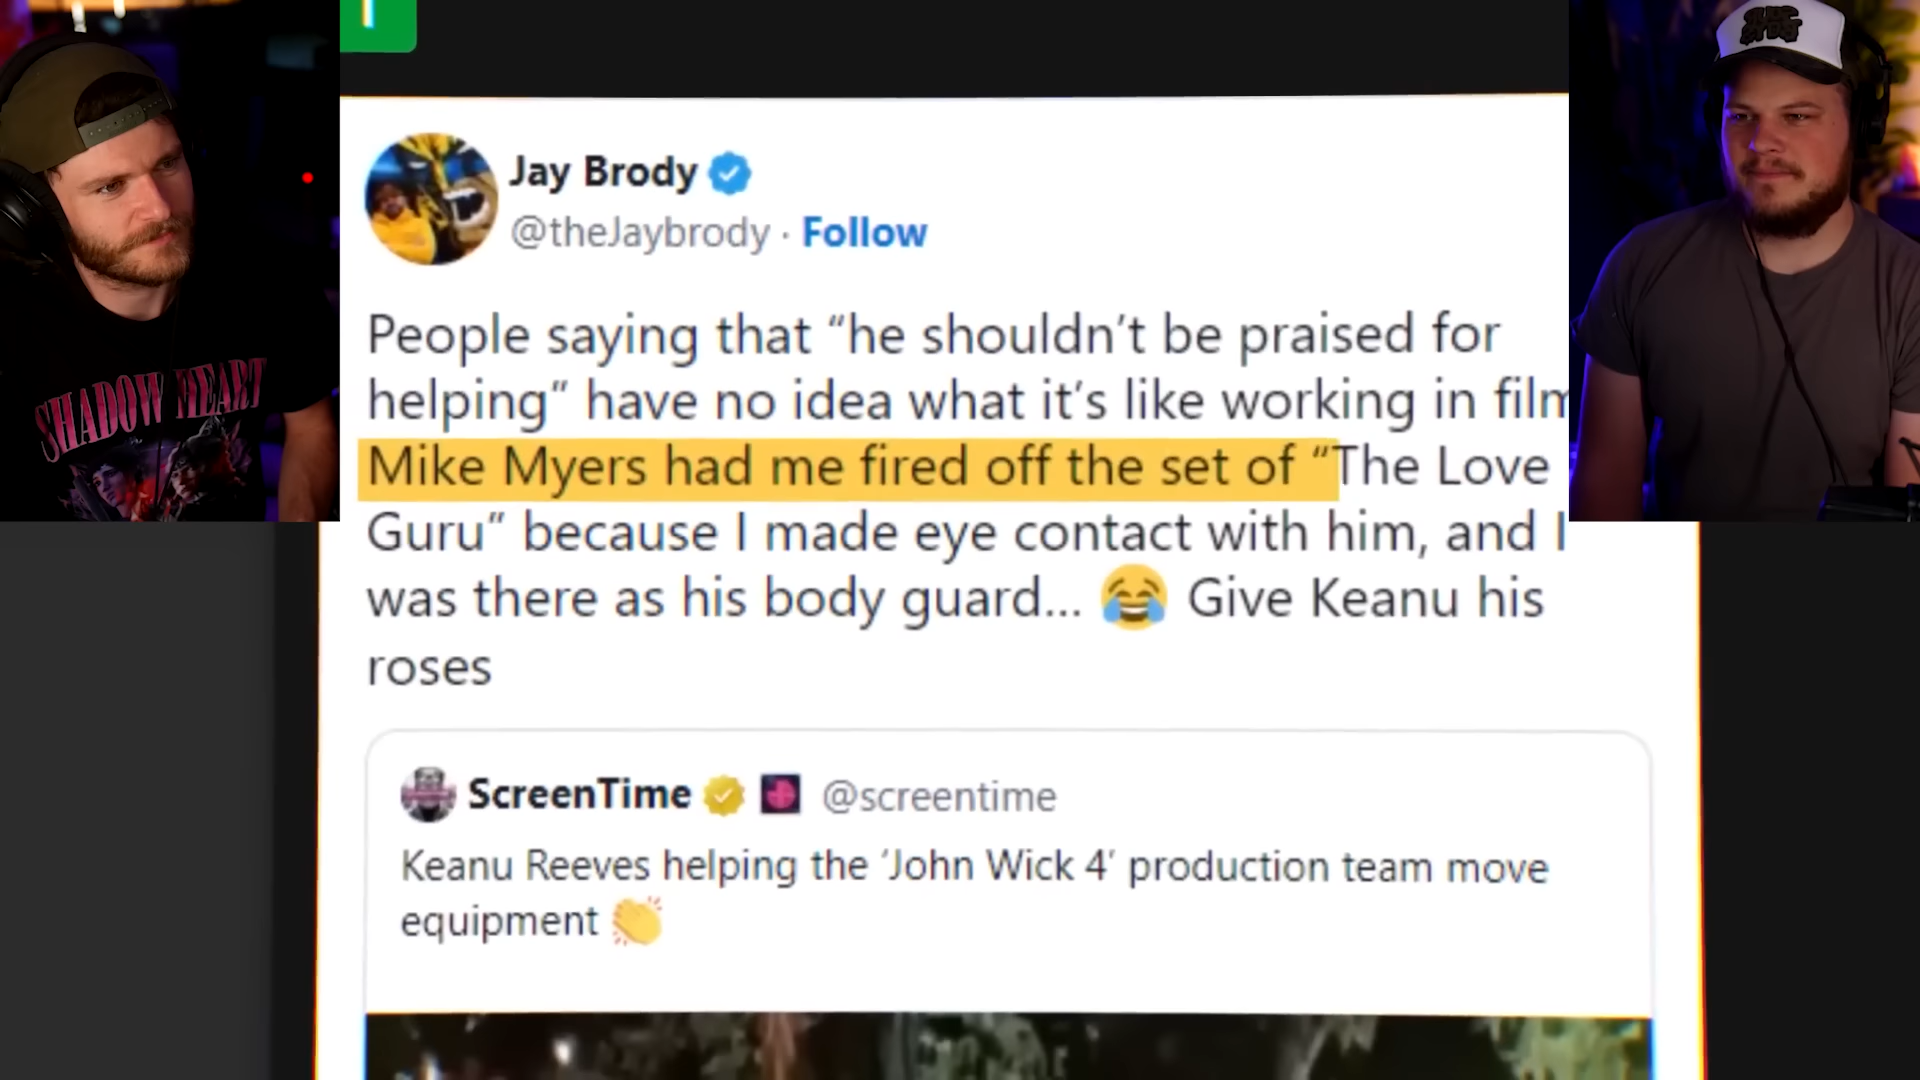 Jay Brody
@theJaybrody · Follow
People saying that “he shouldn’t be praised for
helping” have no idea what it’s like working in film
Mike Myers had me fired off the set of “The Love
Guru” because I made eye contact with him, and I
was there as his body guard... 😂 Give Keanu his
roses
ScreenTime @screentime
Keanu Reeves helping the ‘John Wick 4’ production team move
equipment 👏
SHADOW HEART